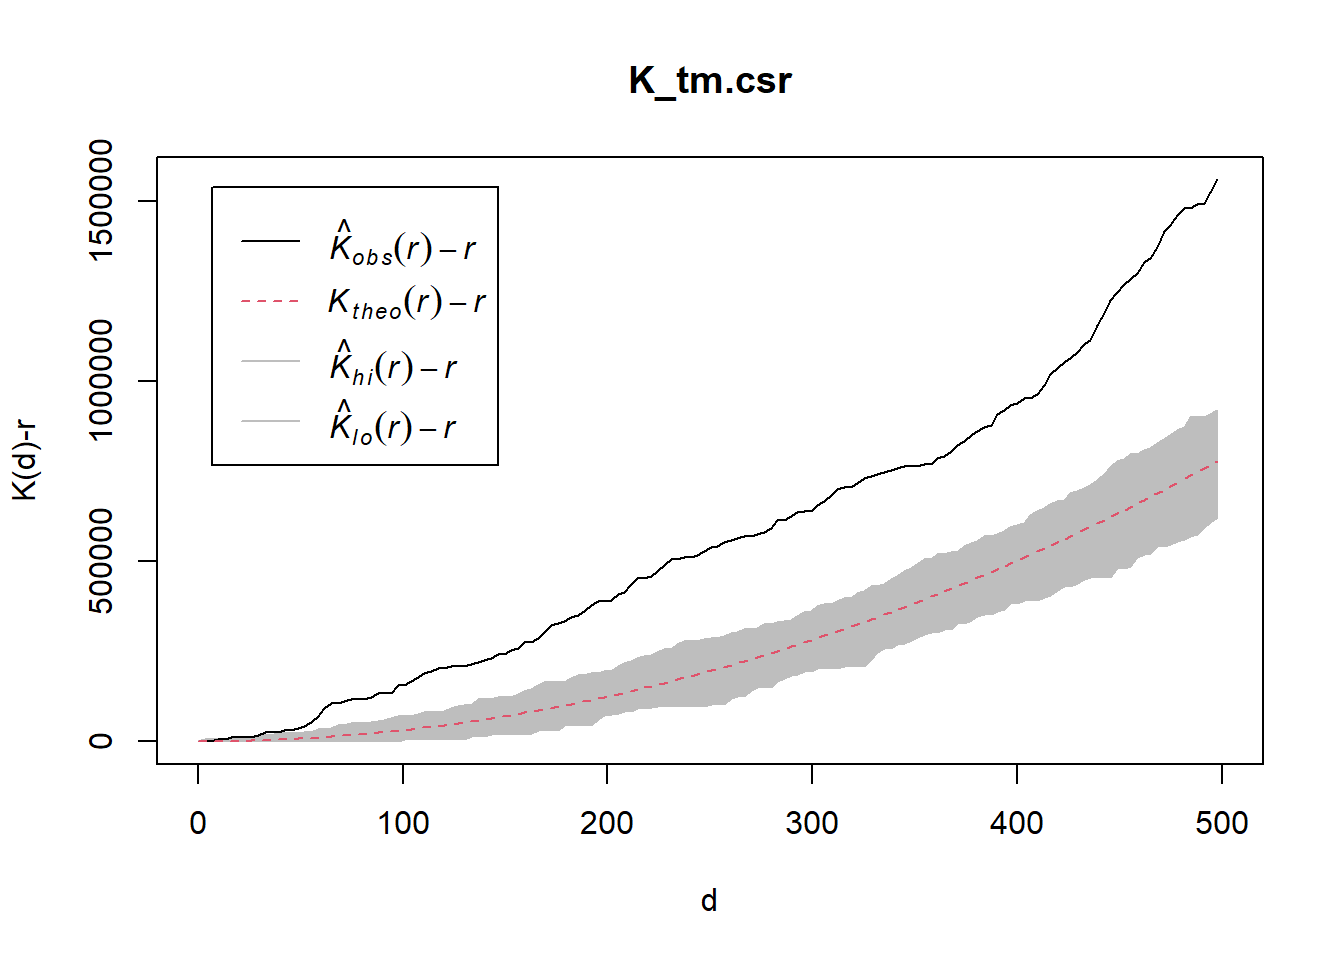 K_tm.csr
K̂obs(r) – r
Ktheo(r) – r
K̂hi(r) – r
K̂lo(r) – r
K(d)-r
0
500000
1000000
1500000
0
100
200
300
400
500
d